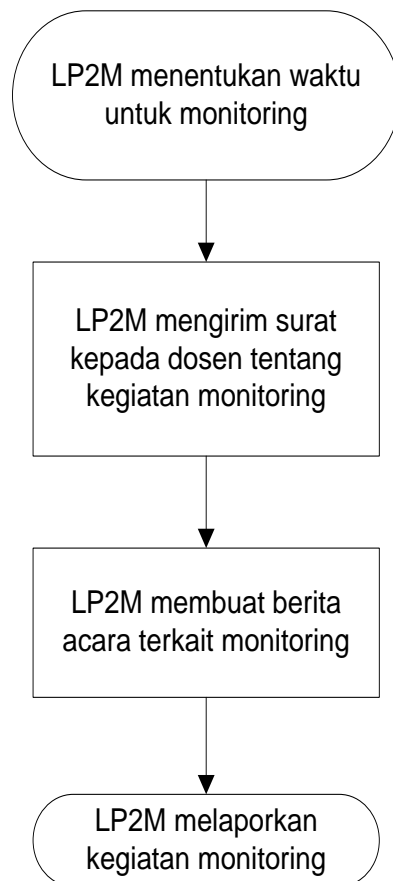 LP2M menentukan waktu
untuk monitoring
LP2M mengirim surat
kepada dosen tentang
kegiatan monitoring
LP2M membuat berita
acara terkait monitoring
LP2M melaporkan
kegiatan monitoring